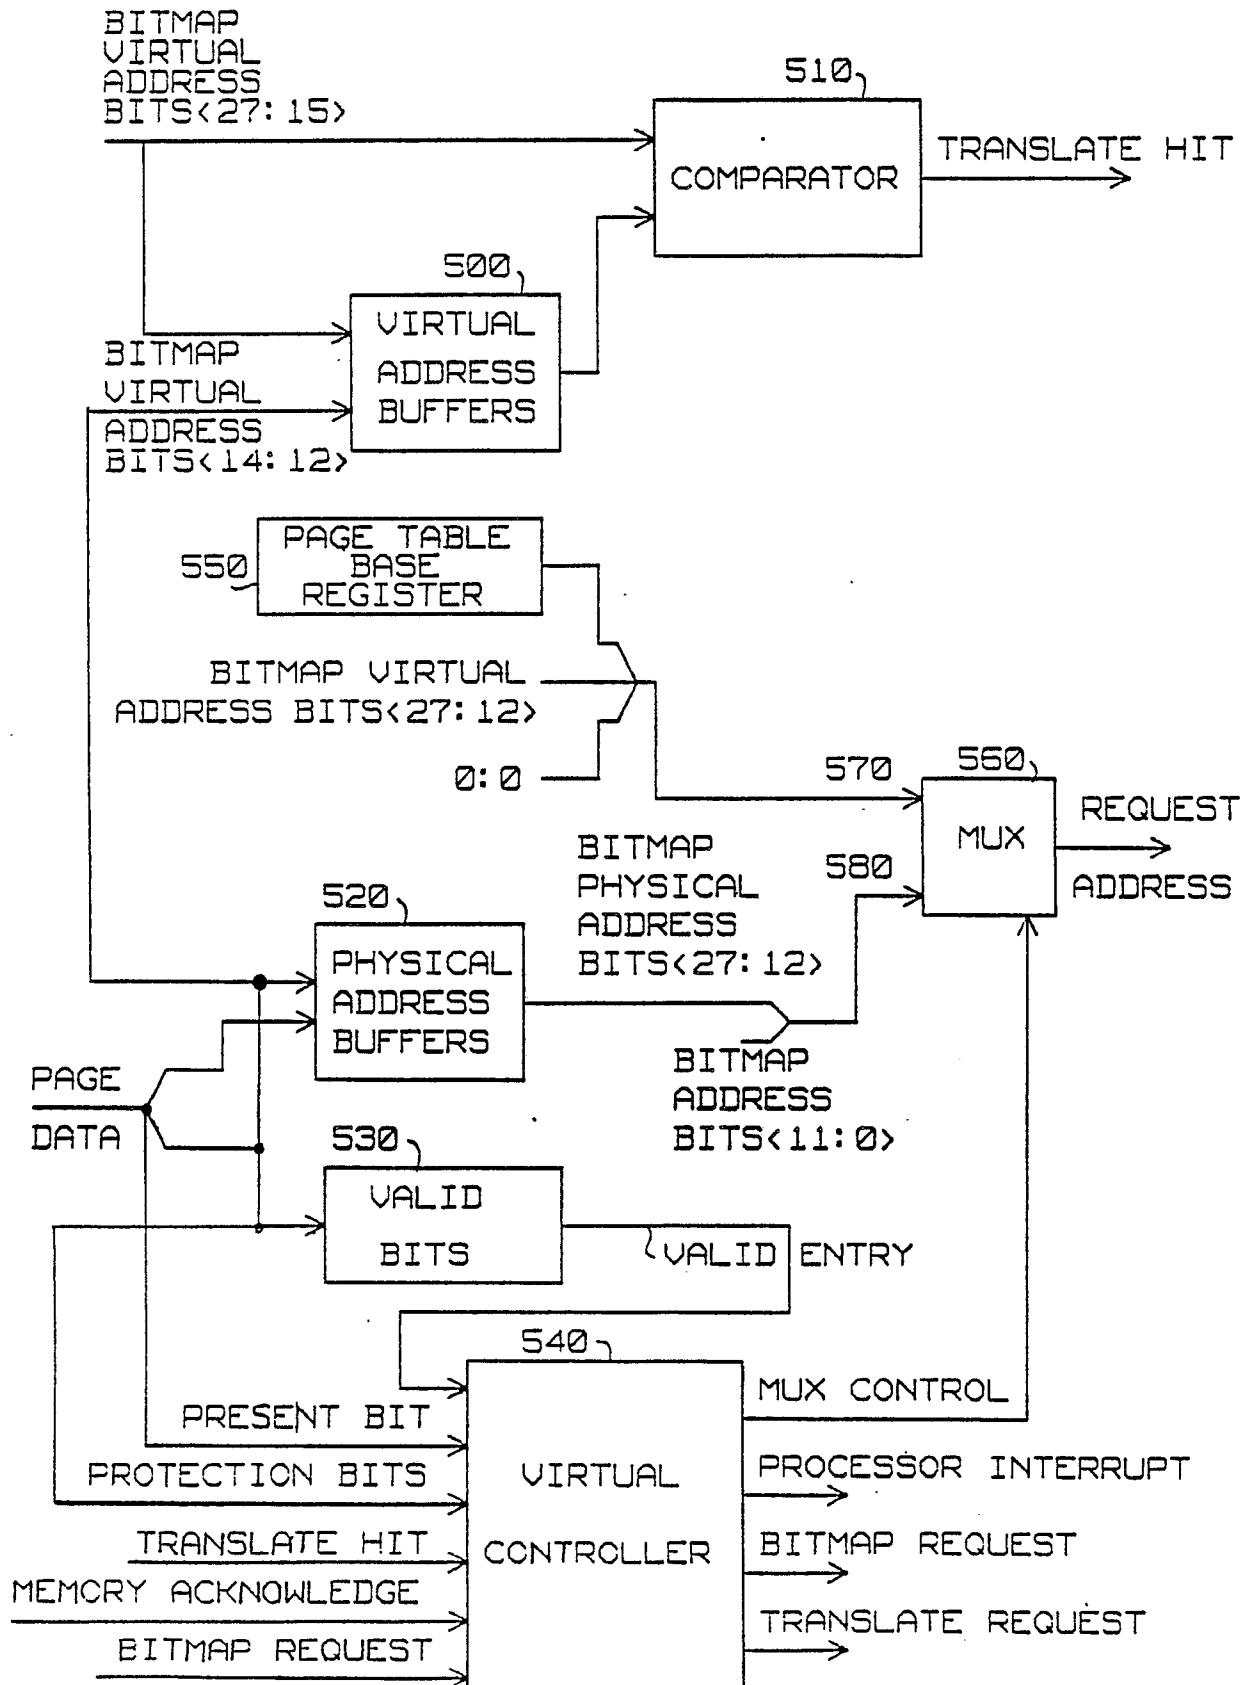 BITMAP
VIRTUAL
ADDRESS
BITS<27:15>
510
COMPARATOR
TRANSLATE HIT
500
VIRTUAL
ADDRESS
BUFFERS
BITMAP
VIRTUAL
ADDRESS
BITS<14:12>
550
PAGE TABLE
BASE
REGISTER
BITMAP VIRTUAL
ADDRESS BITS<27:12>
0:0
570
560
MUX
REQUEST
ADDRESS
580
BITMAP
PHYSICAL
ADDRESS
BITS<27:12>
520
PHYSICAL
ADDRESS
BUFFERS
BITMAP
ADDRESS
BITS<11:0>
PAGE
DATA
530
VALID
BITS
VALID ENTRY
540
VIRTUAL
CONTROLLER
PRESENT BIT
PROTECTION BITS
TRANSLATE HIT
MEMORY ACKNOWLEDGE
BITMAP REQUEST
MUX CONTROL
PROCESSOR INTERRUPT
BITMAP REQUEST
TRANSLATE REQUEST